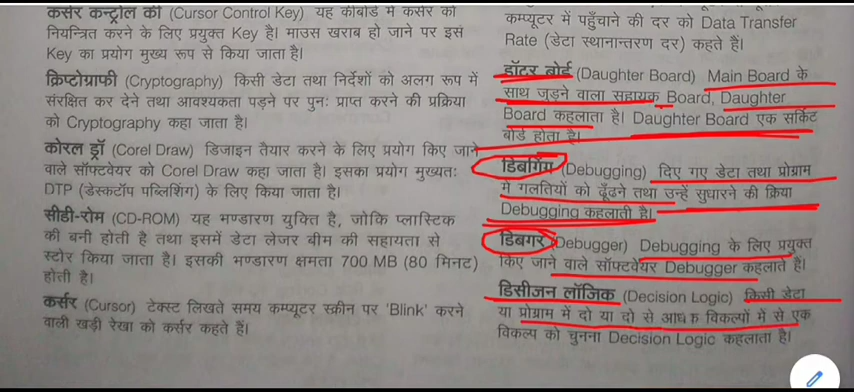 कर्सर कन्ट्रोल की (Cursor Control Key) यह कीबोर्ड में कर्सर को
नियन्त्रित करने के लिए प्रयुक्त Key है। माउस खराब हो जाने पर इस
Key का प्रयोग मुख्य रूप से किया जाता है।
क्रिप्टोग्राफी (Cryptography) किसी डेटा तथा निर्देशों को अलग रूप में
संरक्षित कर देने तथा आवश्यकता पड़ने पर पुनः प्राप्त करने की प्रक्रिया
को Cryptography कहा जाता है।
कोरल ड्रॉ (Corel Draw) डिजाइन तैयार करने के लिए प्रयोग किए जाने
वाले सॉफ्टवेयर को Corel Draw कहा जाता है। इसका प्रयोग मुख्यतः
DTP (डेस्कटॉप पब्लिशिंग) के लिए किया जाता है।
सीडी-रोम (CD-ROM) यह भण्डारण युक्ति है, जोकि प्लास्टिक
की बनी होती है तथा इसमें डेटा लेजर बीम की सहायता से
स्टोर किया जाता है। इसकी भण्डारण क्षमता 700 MB (80 मिनट)
होती है।
कर्सर (Cursor) टेक्स्ट लिखते समय कम्प्यूटर स्क्रीन पर 'Blink' करने
वाली खड़ी रेखा को कर्सर कहते हैं।
कम्प्यूटर में पहुँचाने की दर को Data Transfer
Rate (डेटा स्थानान्तरण दर) कहते हैं।
डॉटर बोर्ड (Daughter Board) Main Board के
साथ जुड़ने वाला सहायक Board, Daughter
Board कहलाता है। Daughter Board एक सर्किट
बोर्ड होता है।
डिबगिंग (Debugging) दिए गए डेटा तथा प्रोग्राम
में गलतियों को ढूँढने तथा उन्हें सुधारने की क्रिया
Debugging कहलाती है।
डिबगर (Debugger) Debugging के लिए प्रयुक्त
किए जाने वाले सॉफ्टवेयर Debugger कहलाते हैं।
डिसीजन लॉजिक (Decision Logic) किसी डेटा
या प्रोग्राम में दो या दो से अधिक विकल्पों में से एक
विकल्प को चुनना Decision Logic कहलाता है।